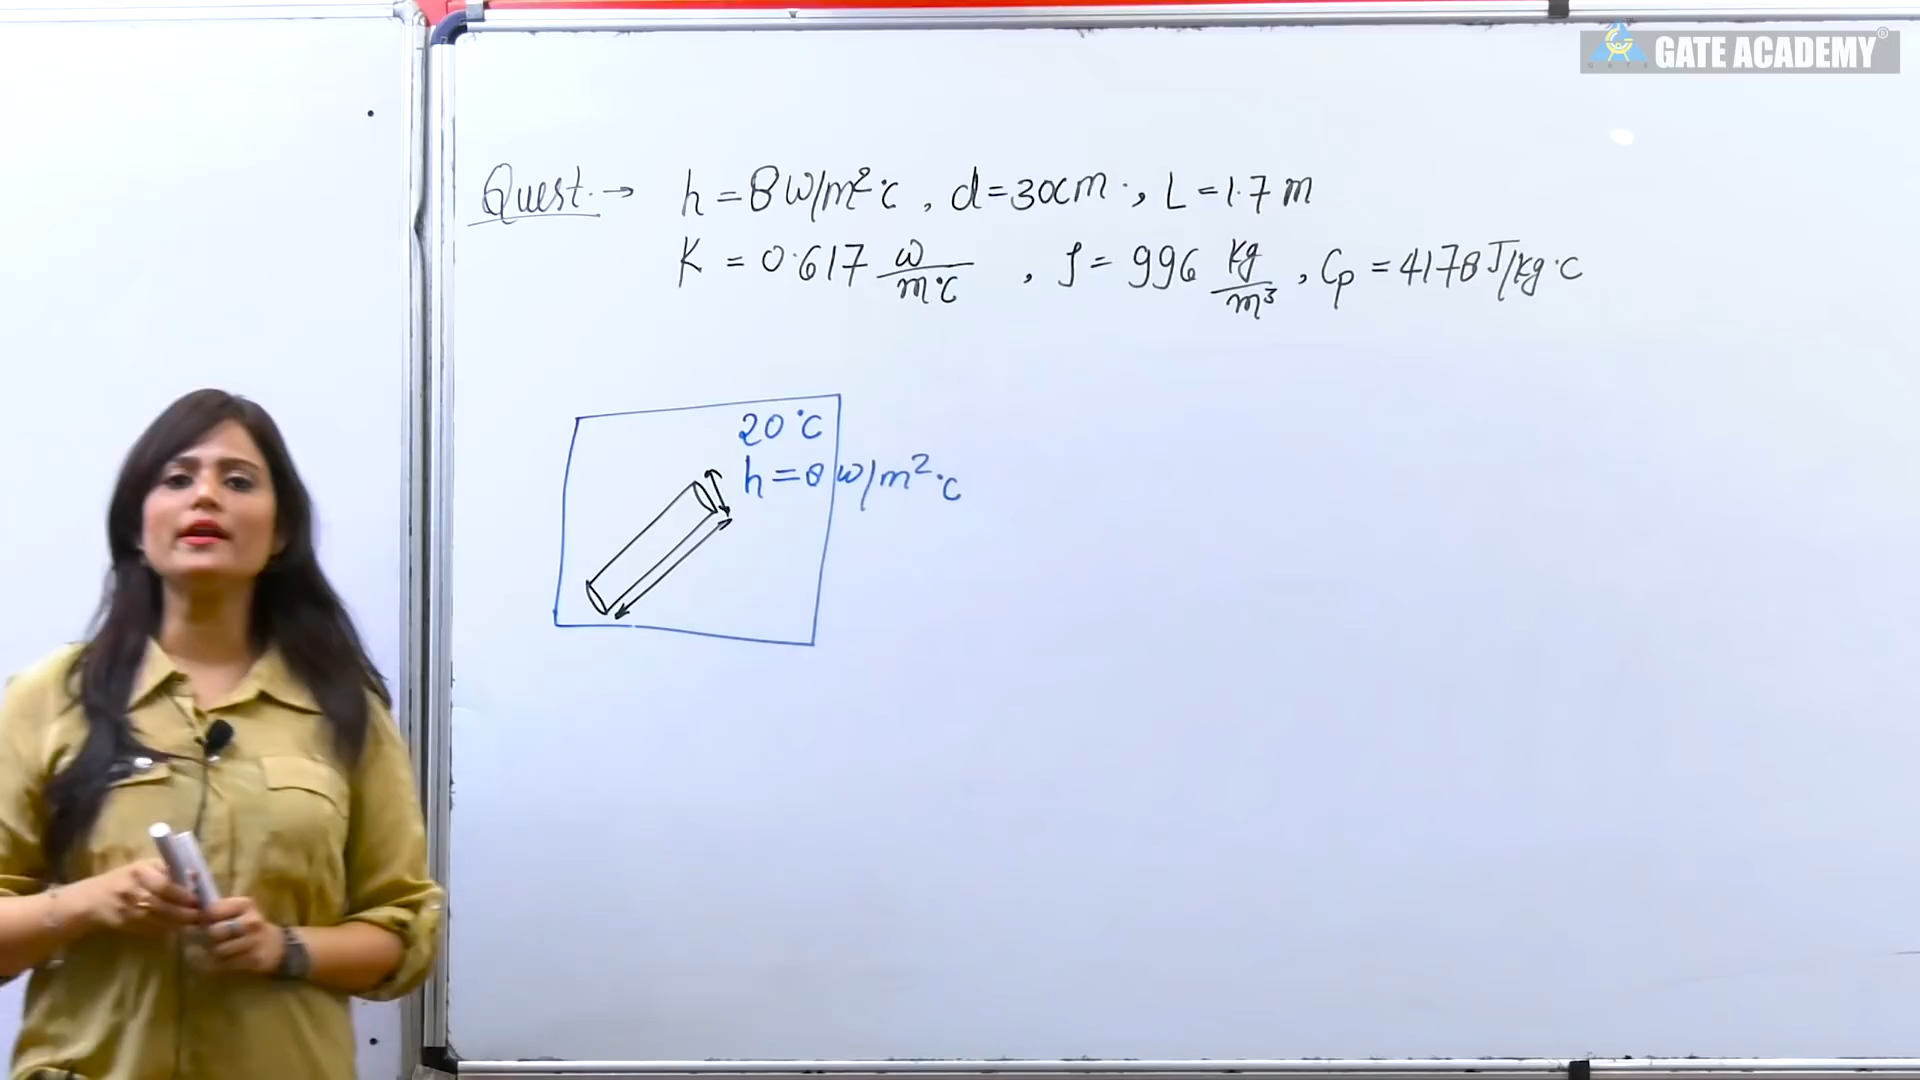 GATE ACADEMY®
Quest. → h = 8 W/m² °C , d = 30cm , L = 1.7 m
K = 0.617 W/m°C , ρ = 996 kg/m³ , Cp = 4178 J/kg °C
20 °C
h = 8 W/m² °C